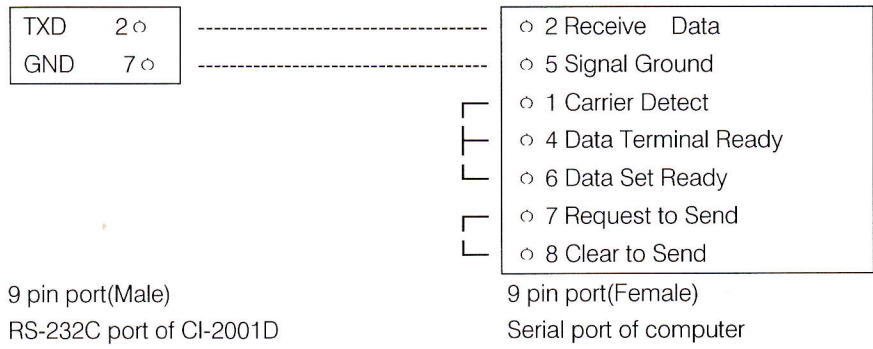 TXD 2
GND 7
2 Receive Data
5 Signal Ground
1 Carrier Detect
4 Data Terminal Ready
6 Data Set Ready
7 Request to Send
8 Clear to Send
9 pin port(Male)
RS-232C port of CI-2001D
9 pin port(Female)
Serial port of computer